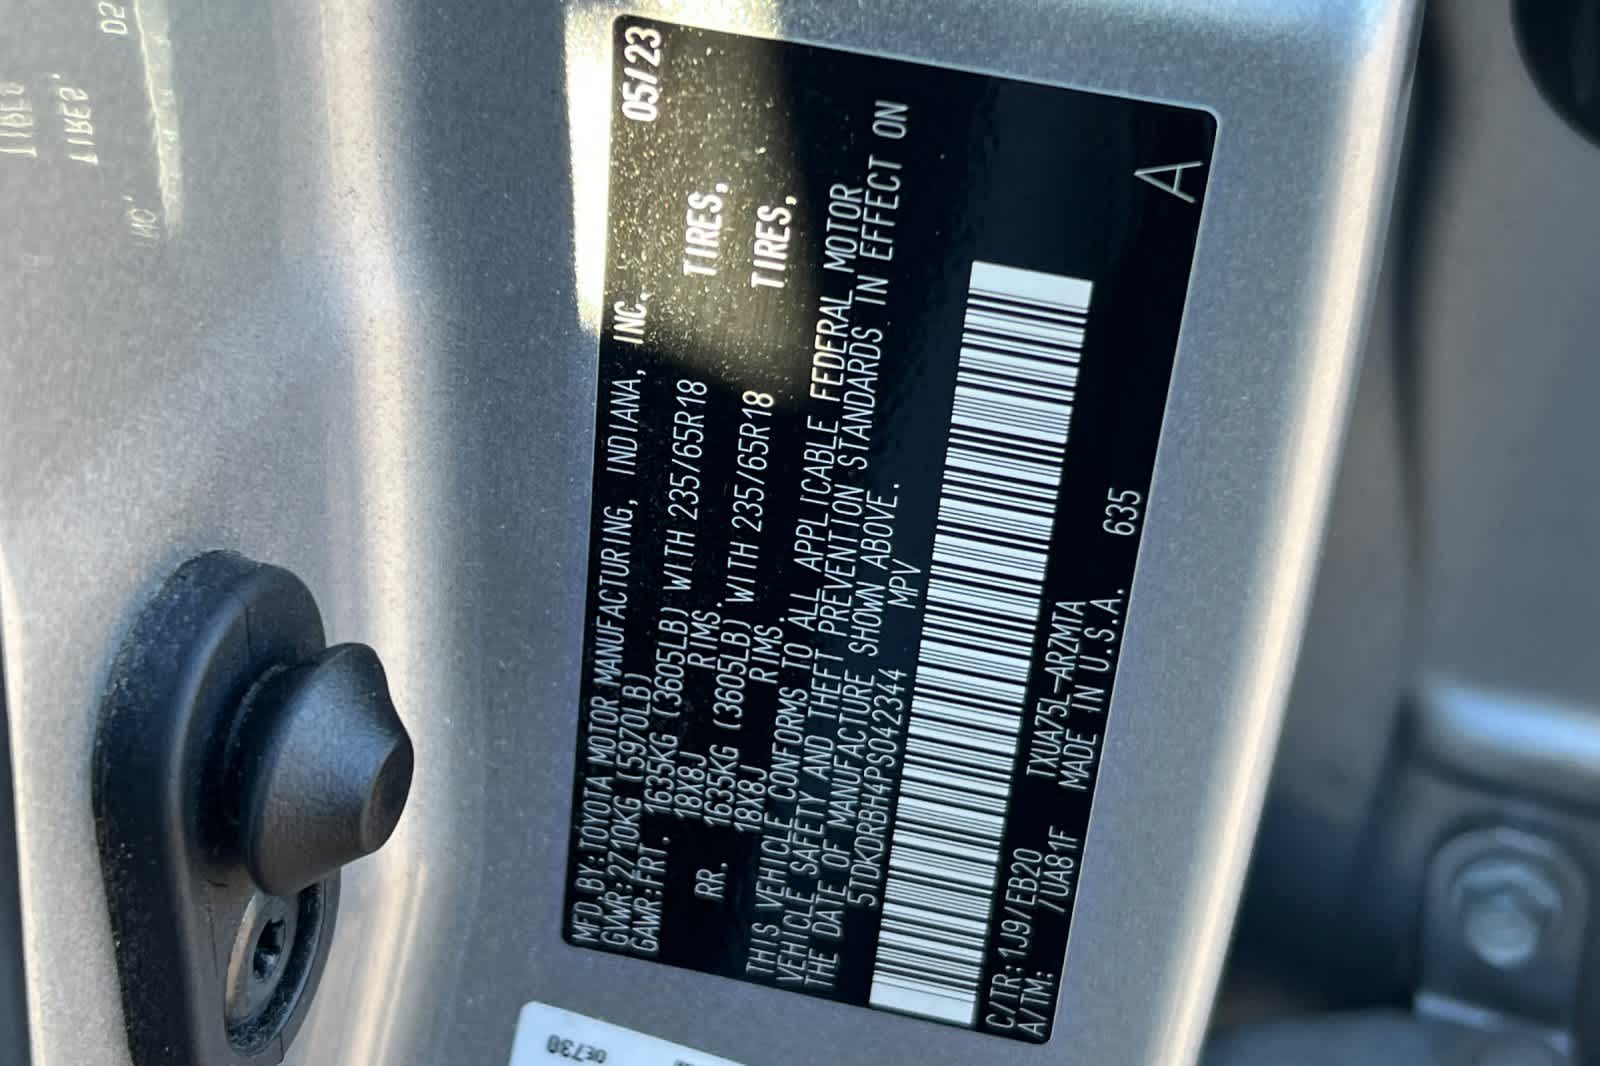 MFD.BY:TOYOTA MOTOR MANUFACTURING, INDIANA, INC. 05/23
GVWR:2710KG (5970LB)
GAWR:FRT. 1635KG (3605LB) WITH 235/65R18 TIRES,
18X8J RIMS.
RR. 1635KG (3605LB) WITH 235/65R18 TIRES,
18X8J RIMS.
THIS VEHICLE CONFORMS TO ALL APPLICABLE FEDERAL MOTOR
VEHICLE SAFETY AND THEFT PREVENTION STANDARDS IN EFFECT ON
THE DATE OF MANUFACTURE SHOWN ABOVE.
5TDKDRBH4PS042344 MPV
C/TR:1J9/EB20 TXUA75L-ARZMTA 635 A
A/TM: /UA81F MADE IN U.S.A.
TIRES,
0E730